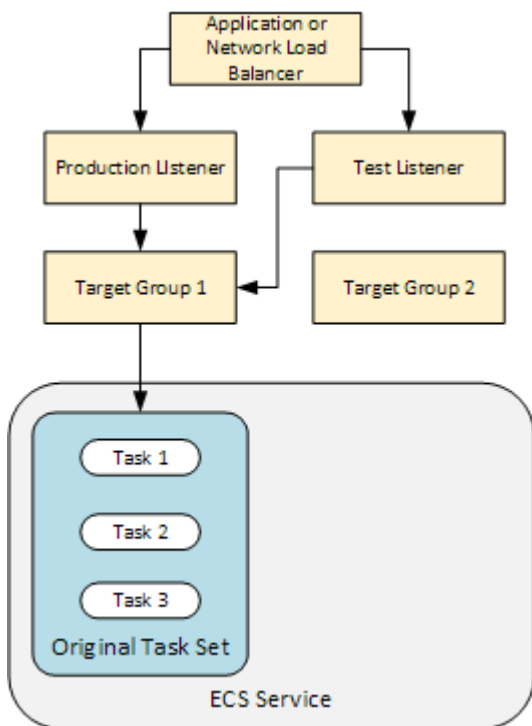 Application or
Network Load
Balancer
Production LIstener
Test Listener
Target Group 1
Target Group 2
Task 1
Task 2
Task 3
Original Task Set
ECS Service